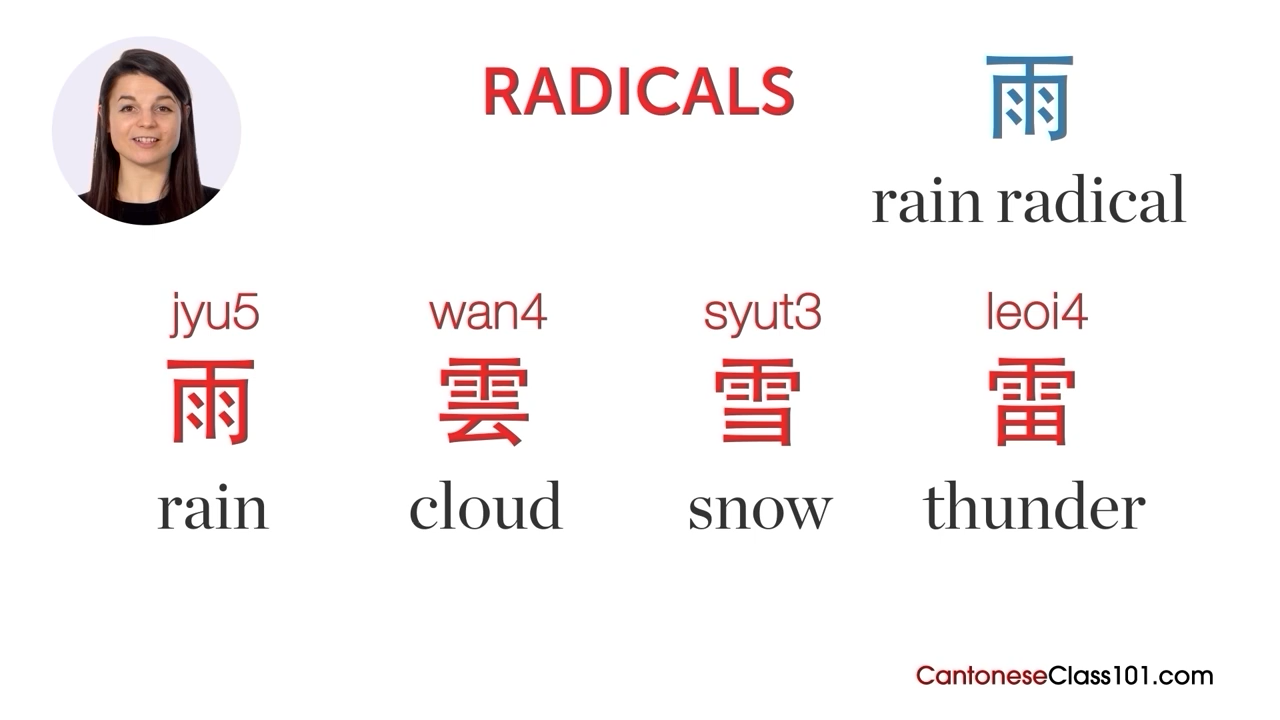 RADICALS
雨
rain radical
jyu5 wan4 syut3 leoi4
雨 雲 雪 雷
rain cloud snow thunder
CantoneseClass101.com